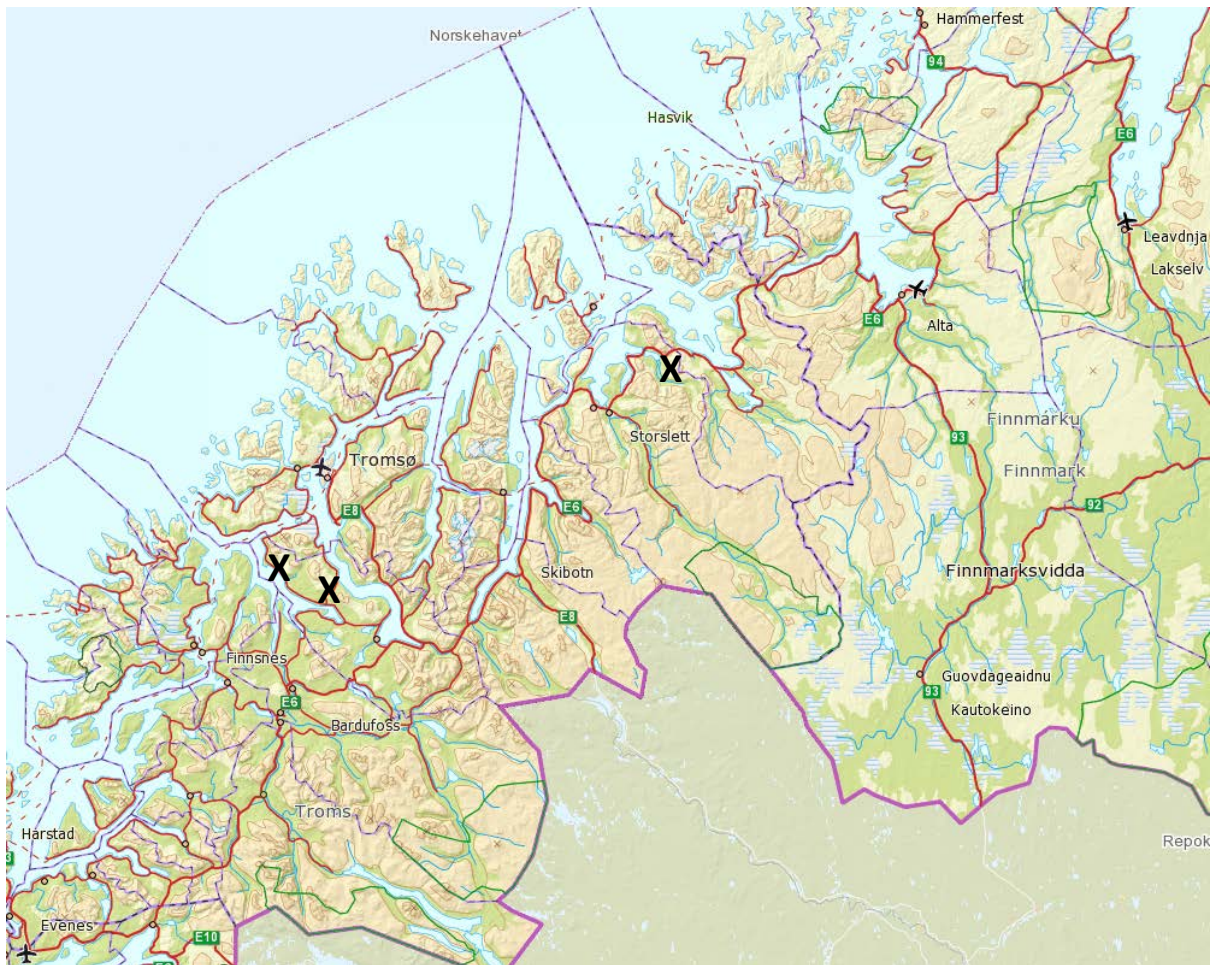 Hammerfest
Norskehavet
94
Hasvik
E6
Leavdnja
Lakselv
E6
Alta
X
Finnmárku
Storslett
93
Tromsø
Finnmark
92
E6
E8
X
Skibotn
Finnmarksvidda
X
E8
Finnsnes
Guovdageaidnu
93
E6
Kautokeino
Bardufoss
Troms
Harstad
Repok
3
Evenes
E10